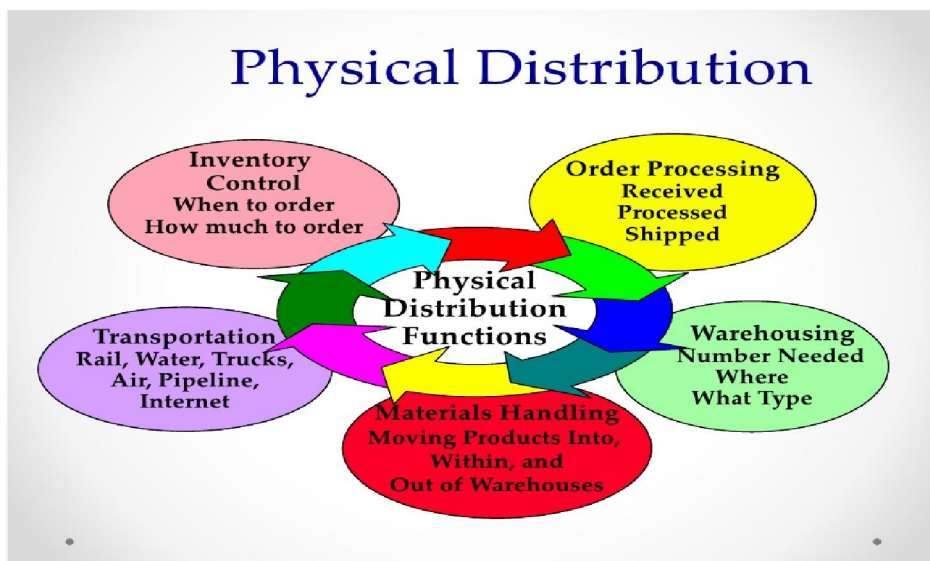 Physical Distribution
Inventory
Control
When to order
How much to order
Order Processing
Received
Processed
Shipped
Physical
Distribution
Functions
Transportation
Rail, Water, Trucks,
Air, Pipeline,
Internet
Warehousing
Number Needed
Where
What Type
Materials Handling
Moving Products Into,
Within, and
Out of Warehouses